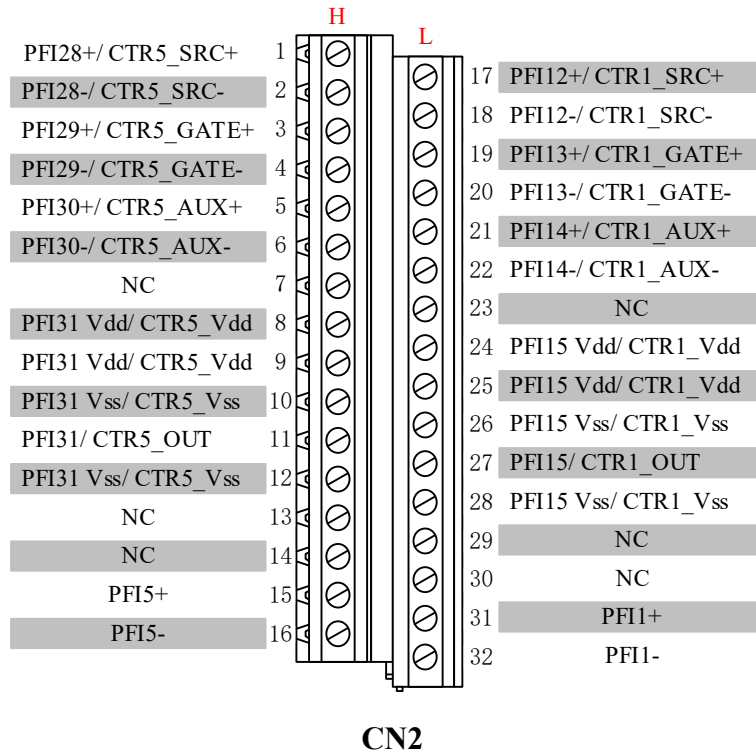 H
L
PFI28+/ CTR5_SRC+ 1
PFI28-/ CTR5_SRC- 2
PFI29+/ CTR5_GATE+ 3
PFI29-/ CTR5_GATE- 4
PFI30+/ CTR5_AUX+ 5
PFI30-/ CTR5_AUX- 6
NC 7
PFI31 Vdd/ CTR5_Vdd 8
PFI31 Vdd/ CTR5_Vdd 9
PFI31 Vss/ CTR5_Vss 10
PFI31/ CTR5_OUT 11
PFI31 Vss/ CTR5_Vss 12
NC 13
NC 14
PFI5+ 15
PFI5- 16
17 PFI12+/ CTR1_SRC+
18 PFI12-/ CTR1_SRC-
19 PFI13+/ CTR1_GATE+
20 PFI13-/ CTR1_GATE-
21 PFI14+/ CTR1_AUX+
22 PFI14-/ CTR1_AUX-
23 NC
24 PFI15 Vdd/ CTR1_Vdd
25 PFI15 Vdd/ CTR1_Vdd
26 PFI15 Vss/ CTR1_Vss
27 PFI15/ CTR1_OUT
28 PFI15 Vss/ CTR1_Vss
29 NC
30 NC
31 PFI1+
32 PFI1-
CN2